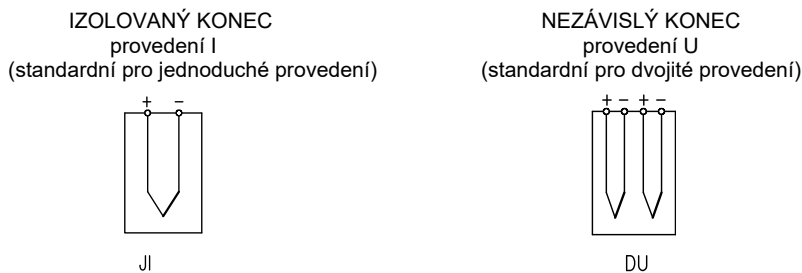 IZOLOVANÝ KONEC
provedení I
(standardní pro jednoduché provedení)
+ −
JI
NEZÁVISLÝ KONEC
provedení U
(standardní pro dvojité provedení)
+ − + −
DU